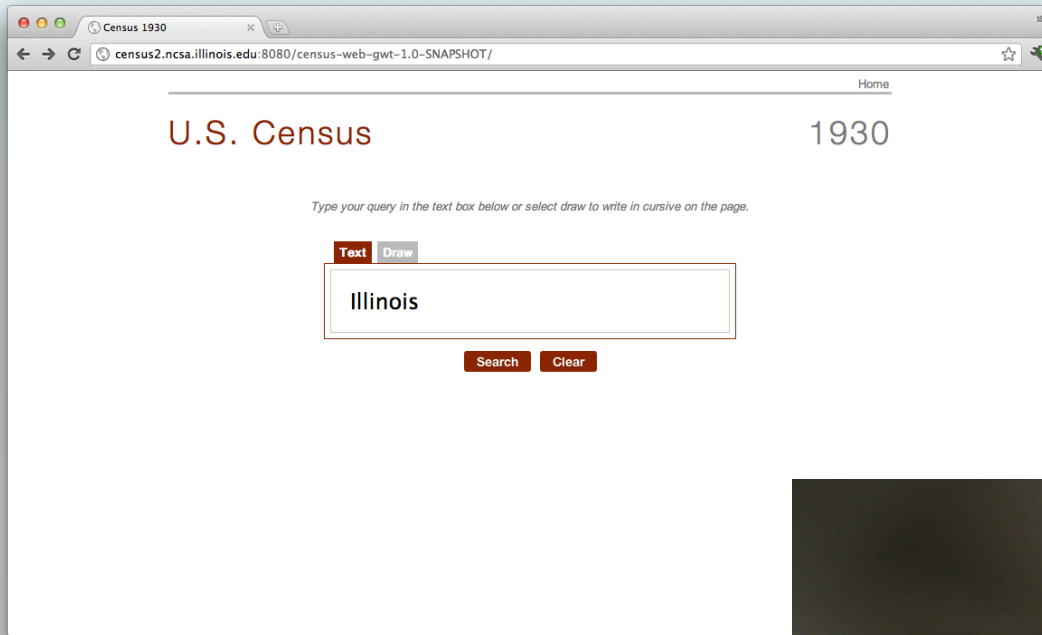 Census 1930
census2.ncsa.illinois.edu:8080/census-web-gwt-1.0-SNAPSHOT/
Home
U.S. Census 1930
Type your query in the text box below or select draw to write in cursive on the page.
Text Draw
Illinois
Search Clear